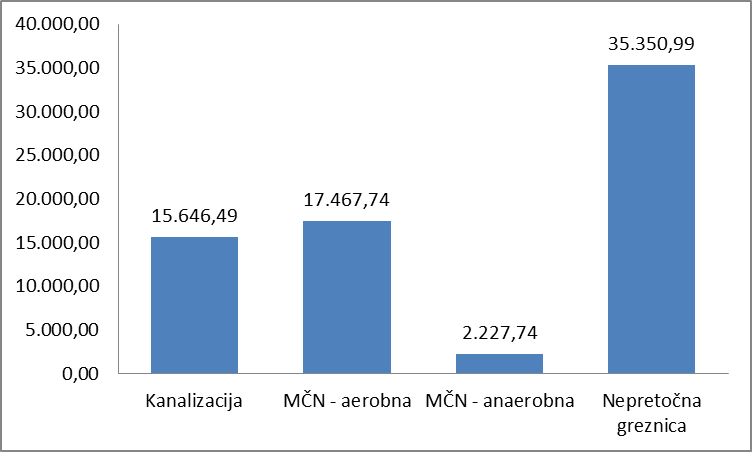 40.000,00
35.000,00
30.000,00
25.000,00
20.000,00
15.000,00
10.000,00
5.000,00
0,00
15.646,49
17.467,74
2.227,74
35.350,99
Kanalizacija
MČN - aerobna
MČN - anaerobna
Nepretočna
greznica